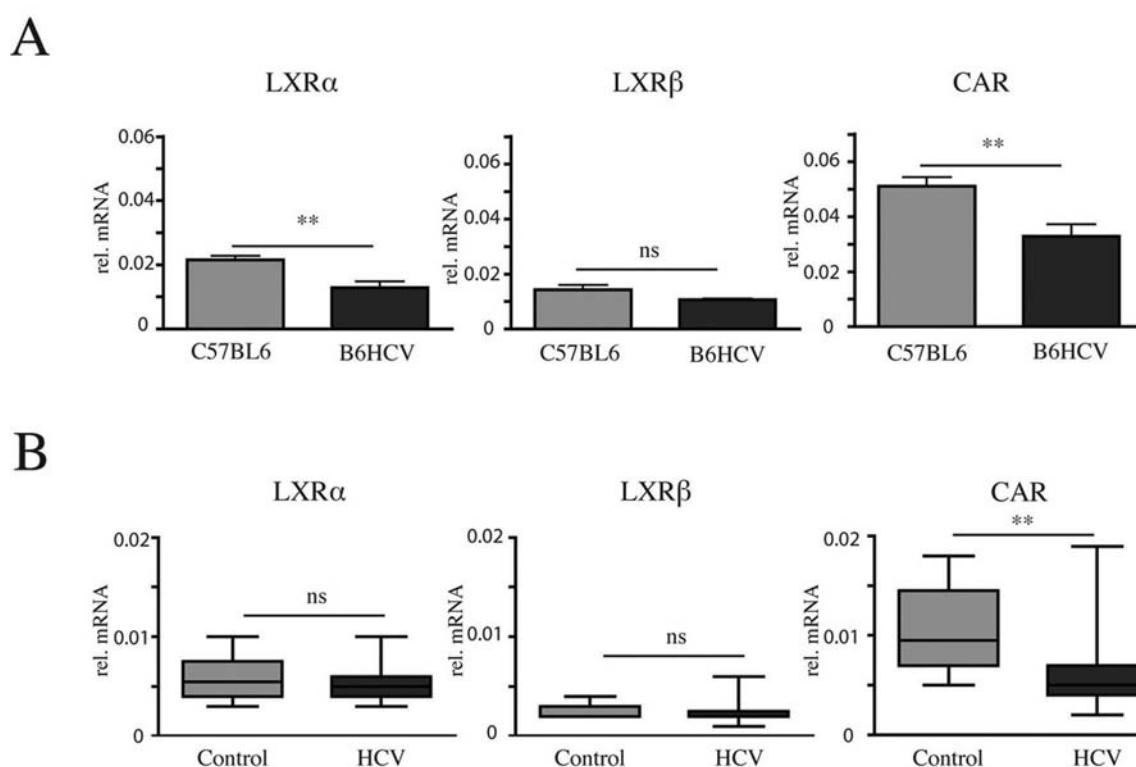 A
LXRα LXRβ CAR
rel. mRNA
0.06
0.04
0.02
0
**
C57BL6 B6HCV
rel. mRNA
0.06
0.04
0.02
0
ns
C57BL6 B6HCV
rel. mRNA
0.06
0.04
0.02
0
**
C57BL6 B6HCV
B
LXRα LXRβ CAR
rel. mRNA
0.02
0.01
0
ns
Control HCV
rel. mRNA
0.02
0.01
0
ns
Control HCV
rel. mRNA
0.02
0.01
0
**
Control HCV